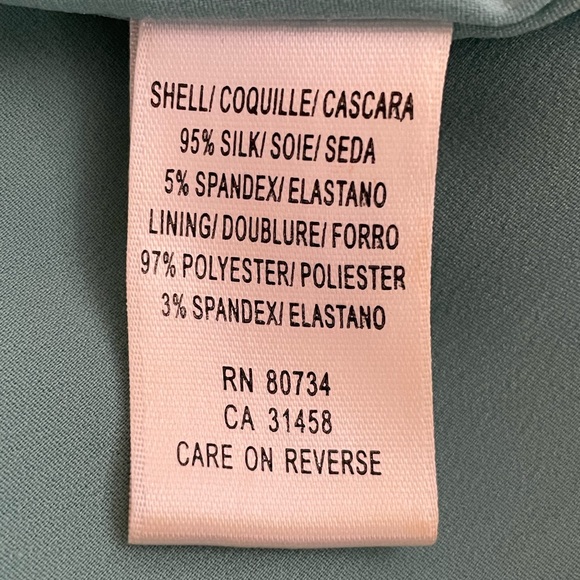 SHELL/ COQUILLE/ CASCARA
95% SILK/ SOIE/ SEDA
5% SPANDEX/ ELASTANO
LINING/ DOUBLURE/ FORRO
97% POLYESTER/ POLIESTER
3% SPANDEX/ ELASTANO
RN 80734
CA 31458
CARE ON REVERSE